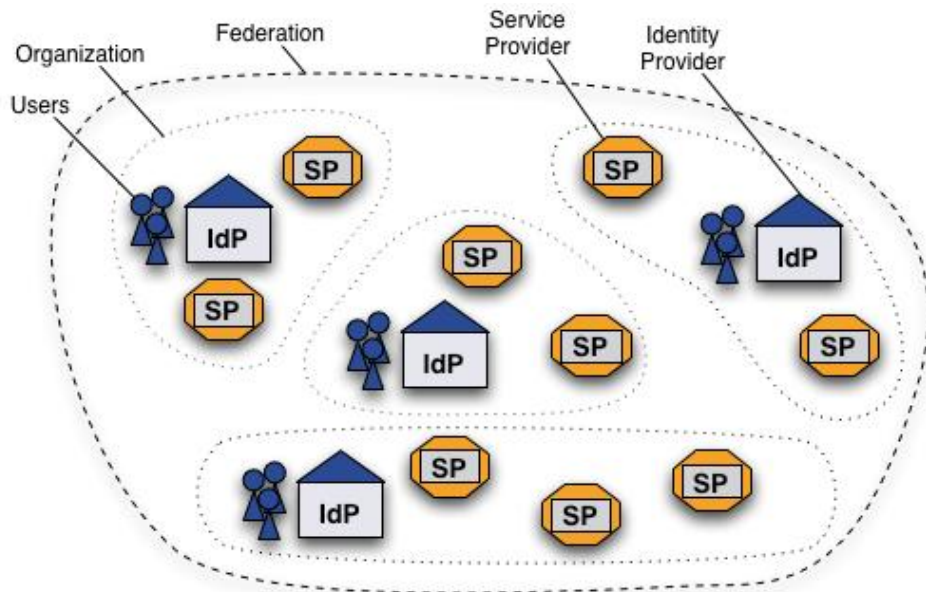 Federation
Organization
Users
Service
Provider
Identity
Provider
SP
SP
IdP
IdP
SP
SP
IdP
SP
SP
SP
IdP
SP
SP